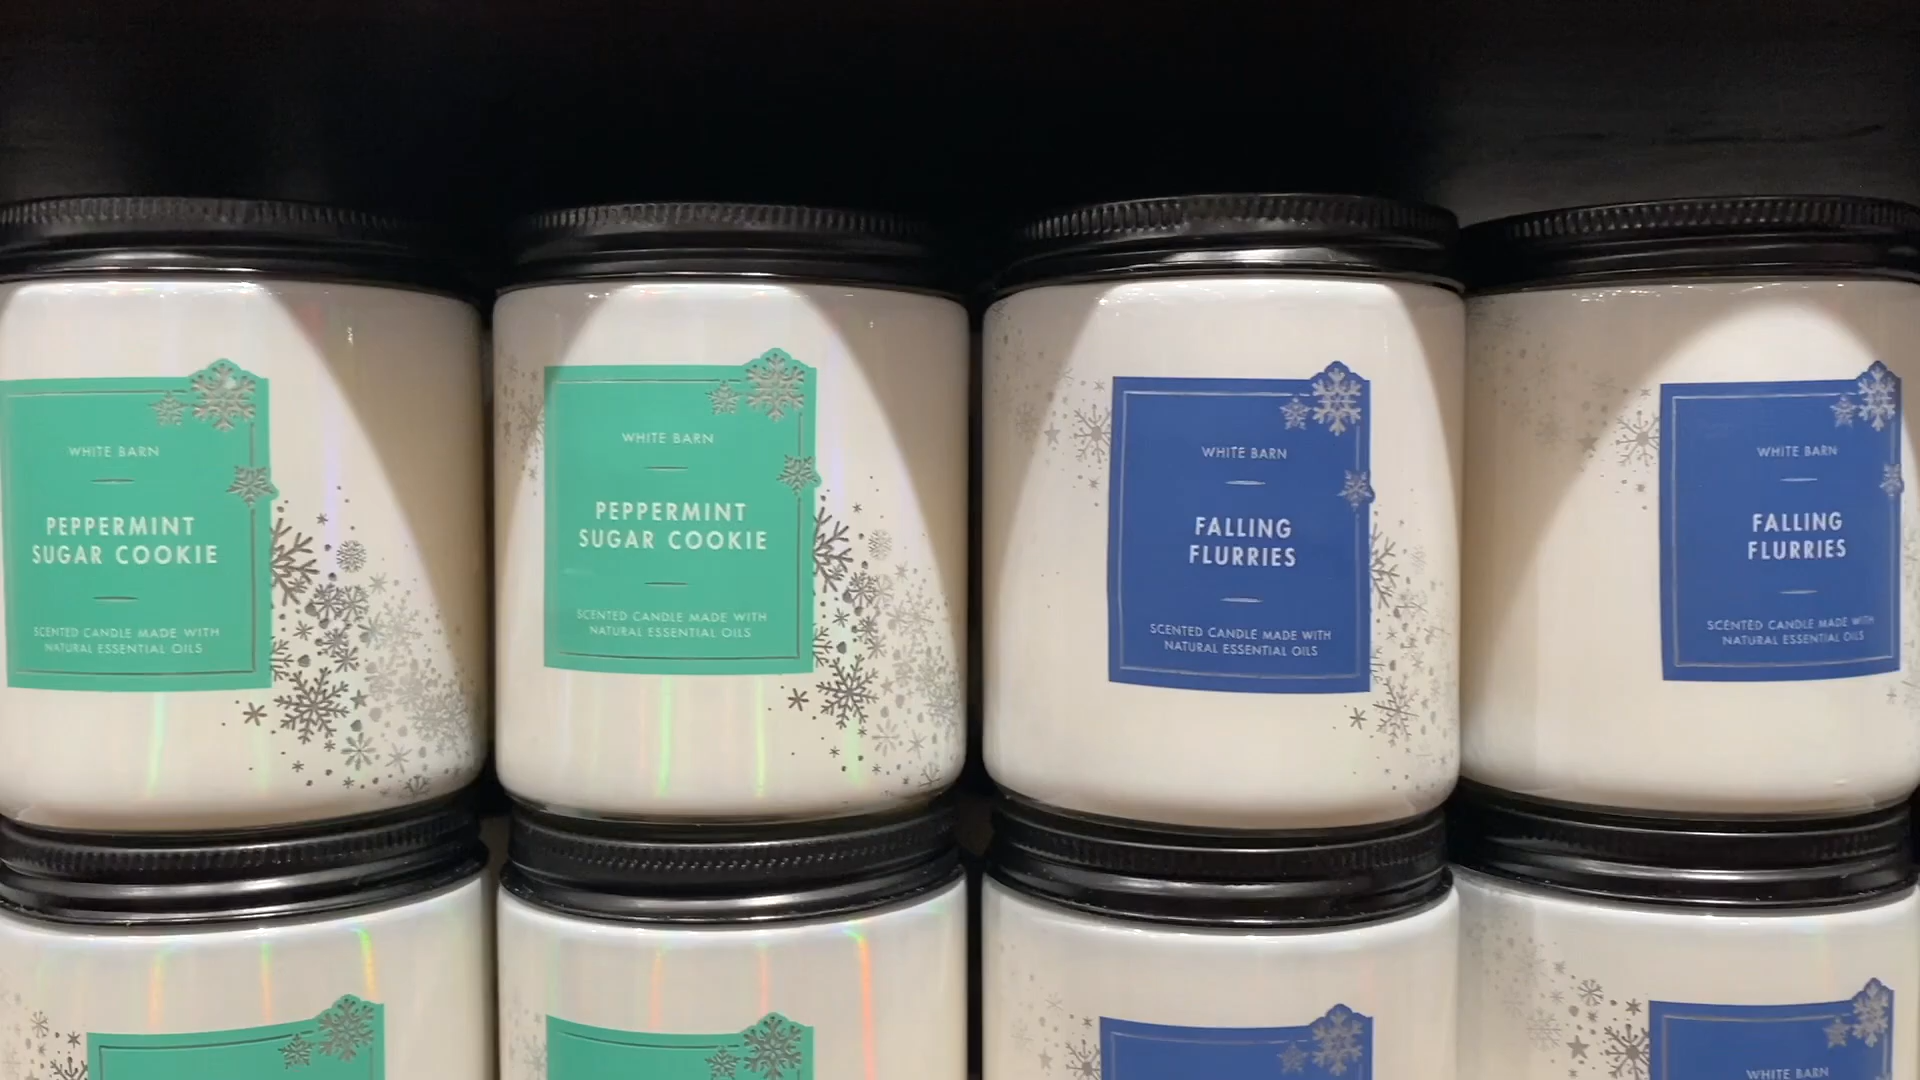 WHITE BARN
PEPPERMINT
SUGAR COOKIE
SCENTED CANDLE MADE WITH
NATURAL ESSENTIAL OILS
WHITE BARN
PEPPERMINT
SUGAR COOKIE
SCENTED CANDLE MADE WITH
NATURAL ESSENTIAL OILS
WHITE BARN
FALLING
FLURRIES
SCENTED CANDLE MADE WITH
NATURAL ESSENTIAL OILS
WHITE BARN
FALLING
FLURRIES
SCENTED CANDLE MADE WITH
NATURAL ESSENTIAL OILS
WHITE BARN